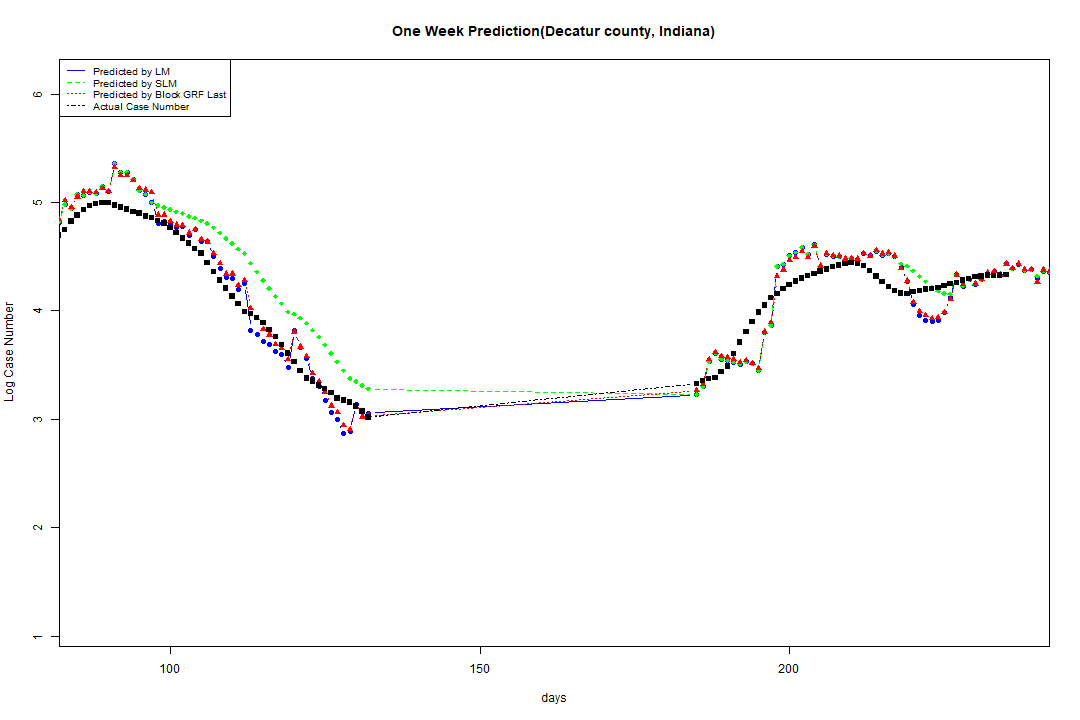 One Week Prediction(Decatur county, Indiana)
Predicted by LM
Predicted by SLM
Predicted by Block GRF Last
Actual Case Number
6
5
4
3
2
1
Log Case Number
100 150 200
days